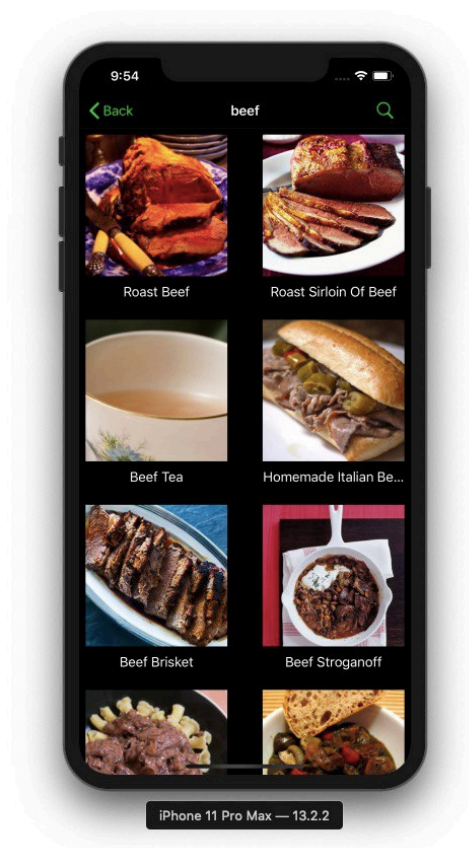 9:54
Back
beef
Roast Beef
Roast Sirloin Of Beef
Beef Tea
Homemade Italian Be...
Beef Brisket
Beef Stroganoff
iPhone 11 Pro Max — 13.2.2